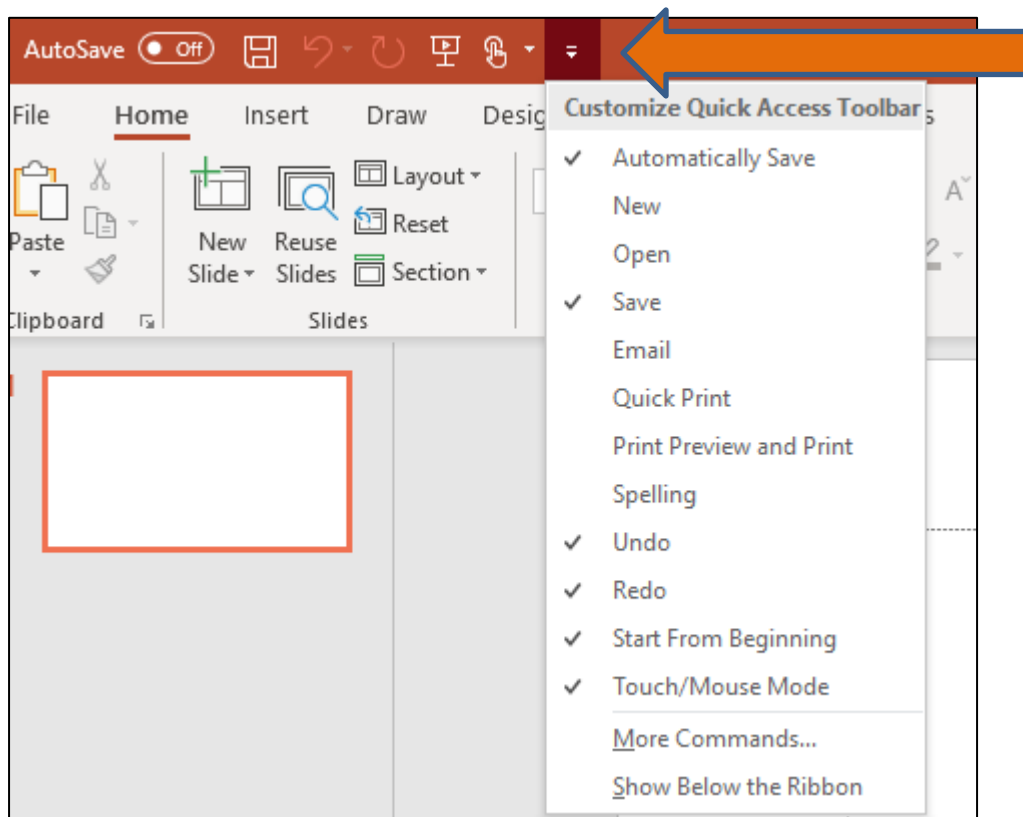 AutoSave Off
File Home Insert Draw Desig
Customize Quick Access Toolbar
s
Automatically Save
New
Open
Save
Email
Quick Print
Print Preview and Print
Spelling
Undo
Redo
Start From Beginning
Touch/Mouse Mode
More Commands...
Show Below the Ribbon
Paste
New
Slide
Reuse
Slides
Layout
Reset
Section
A
Clipboard
Slides